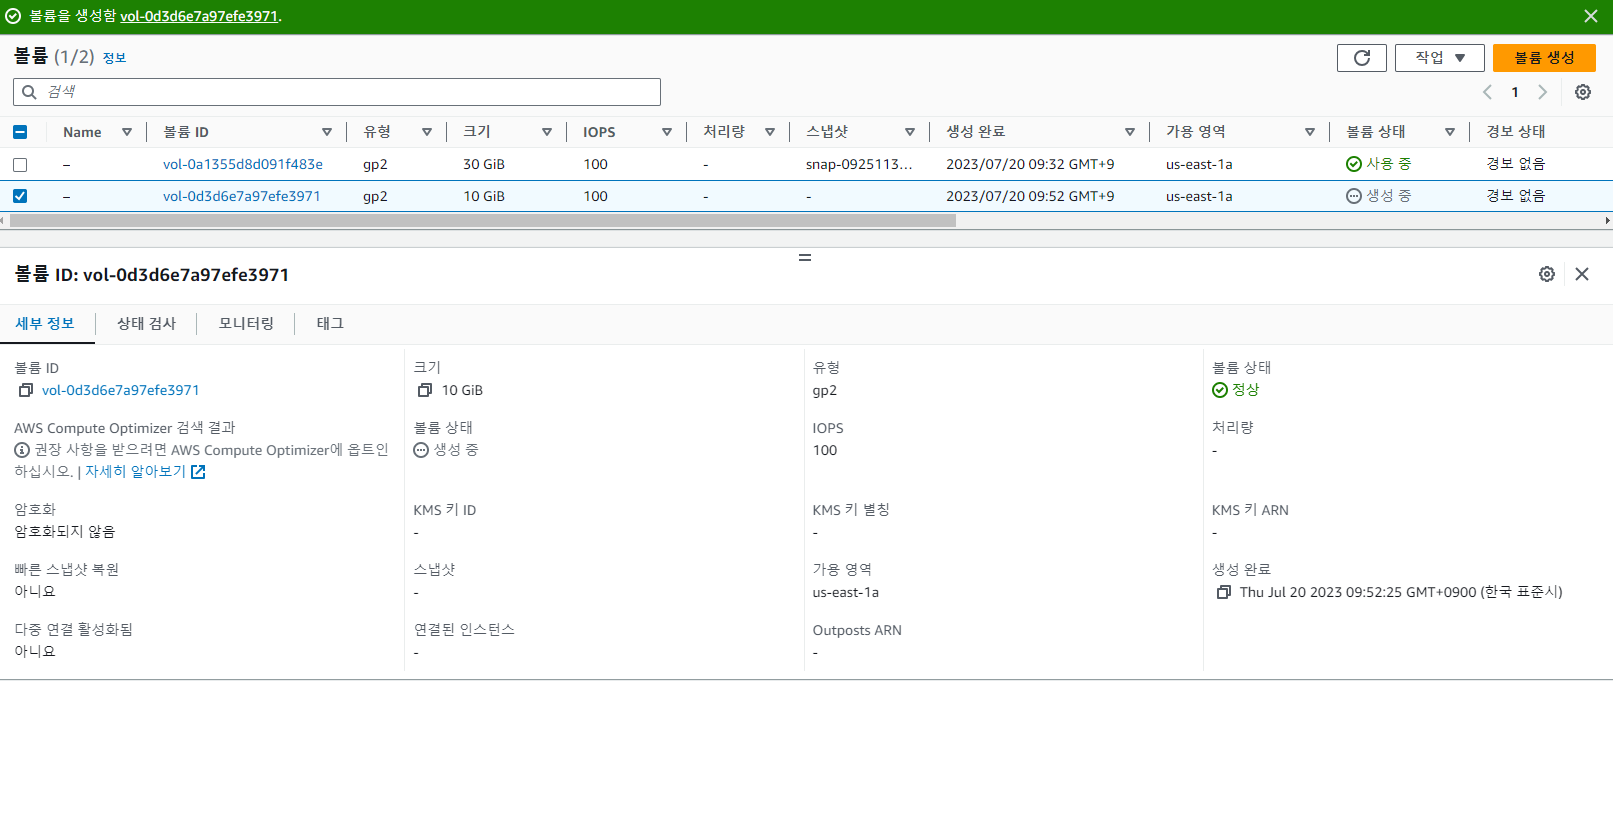 볼륨을 생성함 vol-0d3d6e7a97efe3971.
볼륨 (1/2) 정보
작업
볼륨 생성
검색
1
Name 볼륨 ID 유형 크기 IOPS 처리량 스냅샷 생성 완료 가용 영역 볼륨 상태 경보 상태
– vol-0a1355d8d091f483e gp2 30 GiB 100 - snap-0925113... 2023/07/20 09:32 GMT+9 us-east-1a 사용 중 경보 없음
– vol-0d3d6e7a97efe3971 gp2 10 GiB 100 - - 2023/07/20 09:52 GMT+9 us-east-1a 생성 중 경보 없음
볼륨 ID: vol-0d3d6e7a97efe3971
세부 정보 상태 검사 모니터링 태그
볼륨 ID
vol-0d3d6e7a97efe3971
크기
10 GiB
유형
gp2
볼륨 상태
정상
AWS Compute Optimizer 검색 결과
권장 사항을 받으려면 AWS Compute Optimizer에 옵트인
하십시오. | 자세히 알아보기
볼륨 상태
생성 중
IOPS
100
처리량
-
암호화
암호화되지 않음
KMS 키 ID
-
KMS 키 별칭
-
KMS 키 ARN
-
빠른 스냅샷 복원
아니요
스냅샷
-
가용 영역
us-east-1a
생성 완료
Thu Jul 20 2023 09:52:25 GMT+0900 (한국 표준시)
다중 연결 활성화됨
아니요
연결된 인스턴스
-
Outposts ARN
-